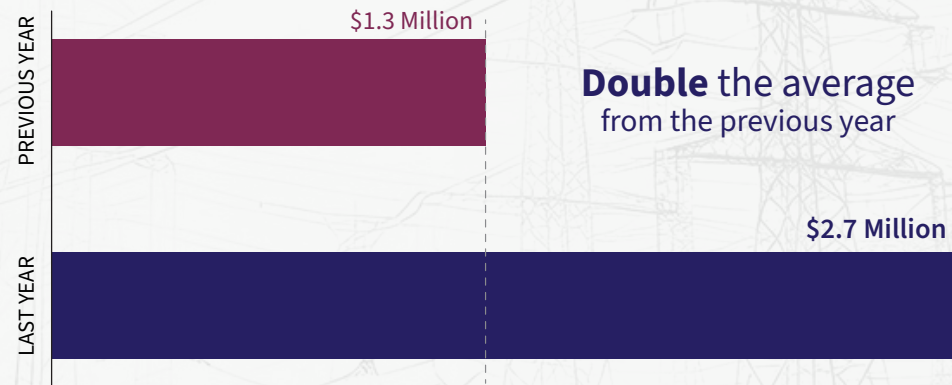 PREVIOUS YEAR
$1.3 Million
Double the average
from the previous year
LAST YEAR
$2.7 Million